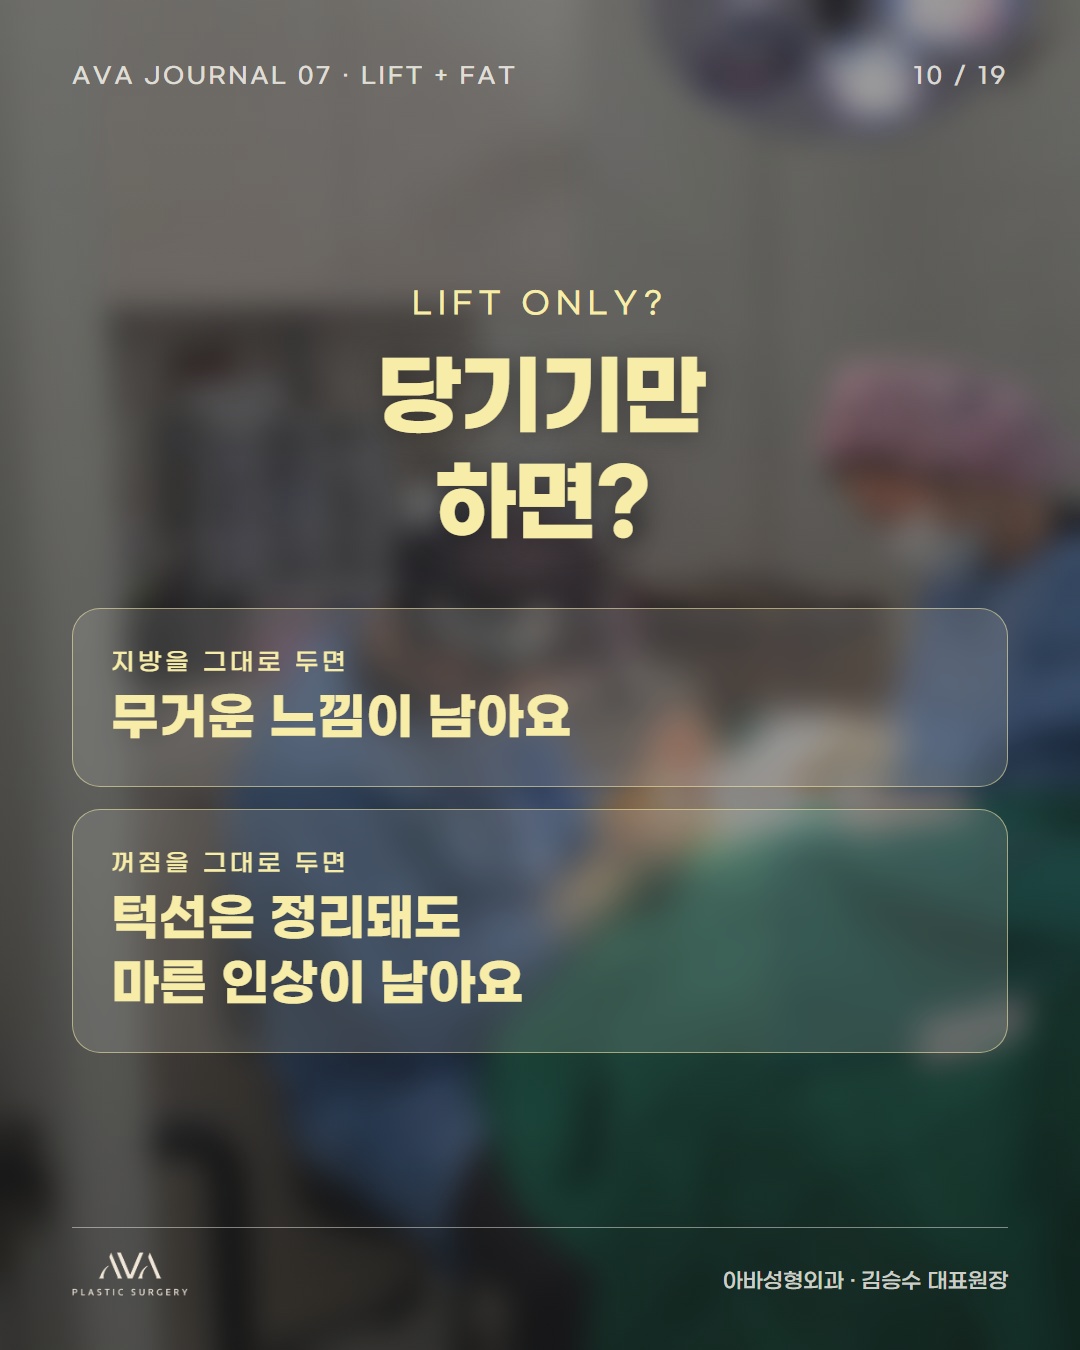 AVA JOURNAL 07 · LIFT + FAT
10 / 19
LIFT ONLY?
당기기만
하면?
지방을 그대로 두면
무거운 느낌이 남아요
꺼짐을 그대로 두면
턱선은 정리돼도
마른 인상이 남아요
AVA
PLASTIC SURGERY
아바성형외과 · 김승수 대표원장